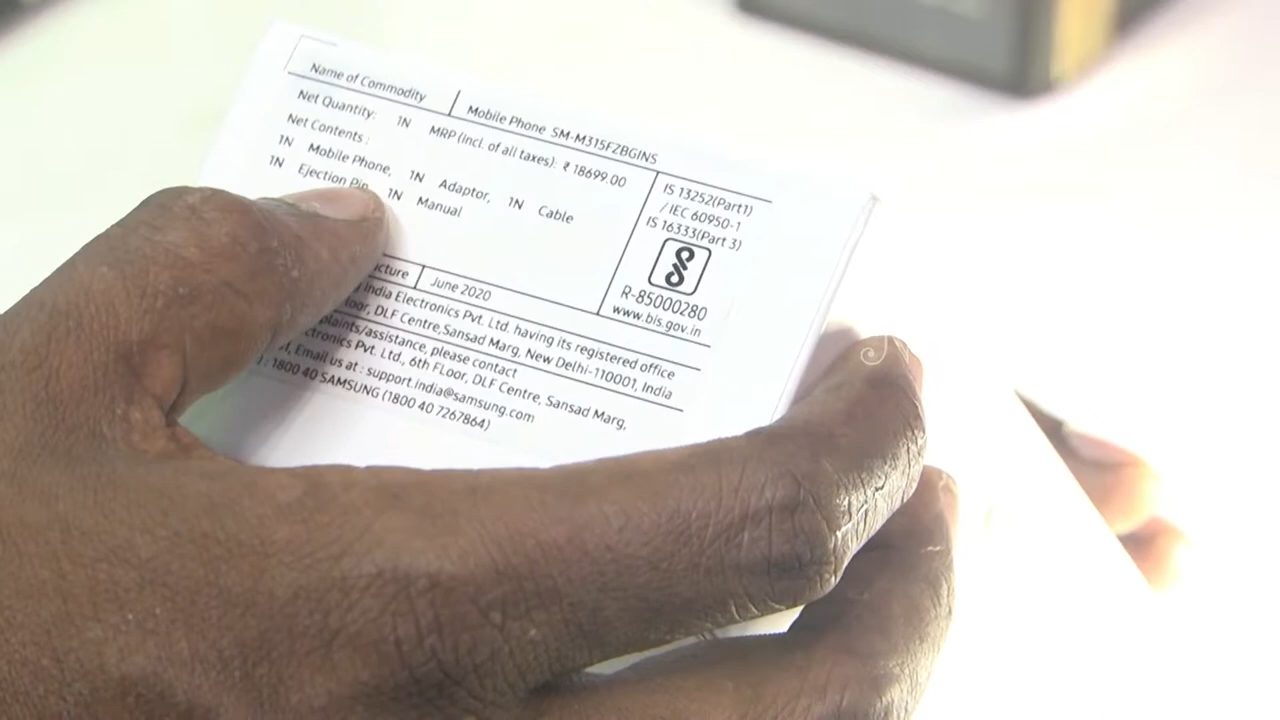 Name of Commodity Mobile Phone SM-M315FZBGINS
Net Quantity: 1N MRP (incl. of all taxes): ₹ 18699.00
Net Contents :
1N Mobile Phone, 1N Adaptor, 1N Cable
1N Ejection Pin, 1N Manual
IS 13252(Part1)
/ IEC 60950-1
IS 16333(Part 3)
R-85000280
www.bis.gov.in
June 2020
India Electronics Pvt. Ltd. having its registered office
DLF Centre, Sansad Marg, New Delhi-110001, India
please contact
Pvt. Ltd., 6th FLoor, DLF Centre, Sansad Marg,
Email us at : support.india@samsung.com
: 1800 40 SAMSUNG (1800 40 7267864)